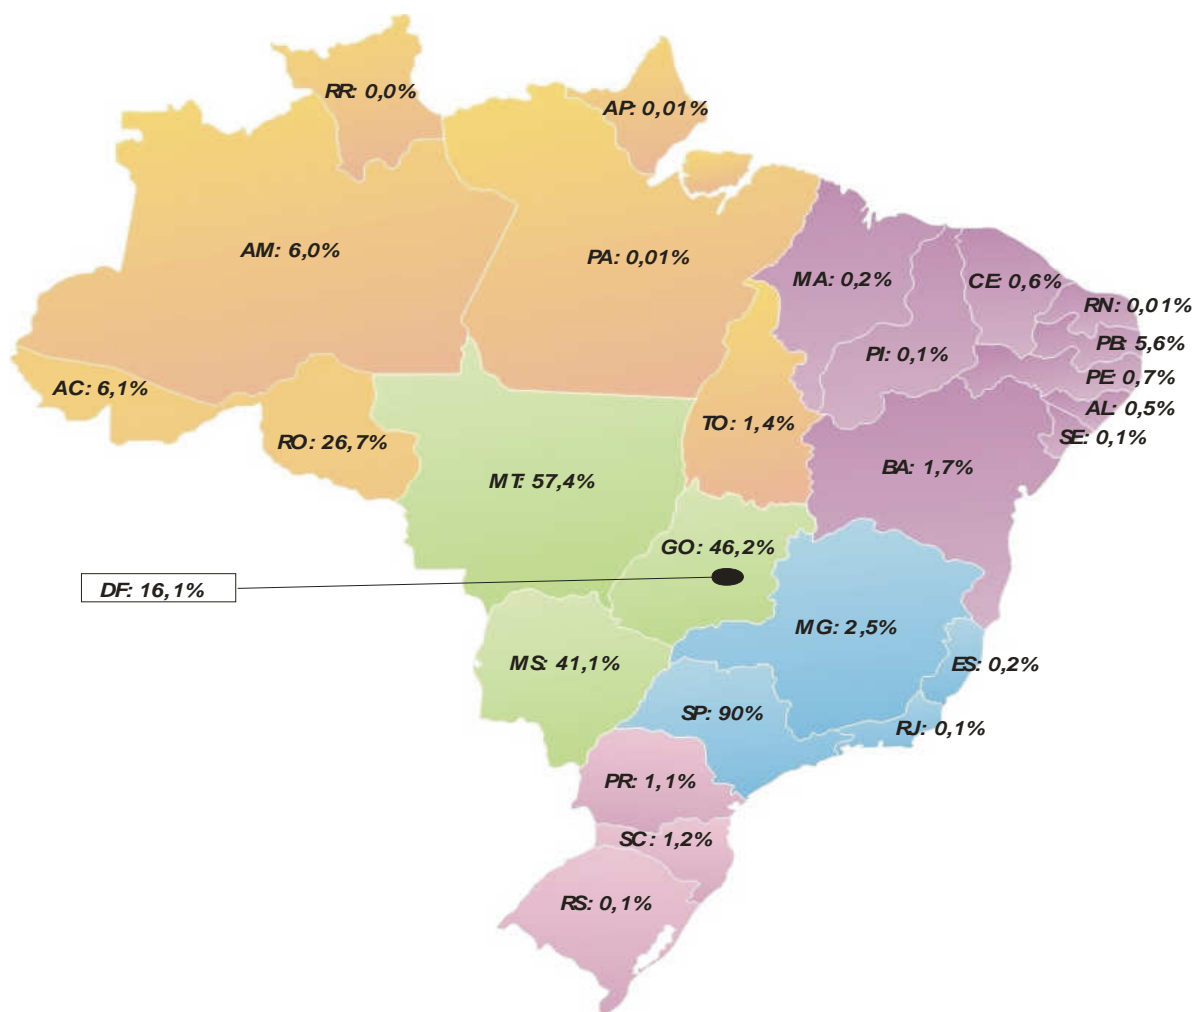 RR: 0,0%
AP: 0,01%
AM: 6,0%
PA: 0,01%
MA: 0,2%
CE: 0,6%
RN: 0,01%
PB: 5,6%
PI: 0,1%
PE: 0,7%
AC: 6,1%
AL: 0,5%
TO: 1,4%
SE: 0,1%
RO: 26,7%
BA: 1,7%
MT: 57,4%
GO: 46,2%
DF: 16,1%
MG: 2,5%
MS: 41,1%
ES: 0,2%
SP: 90%
RJ: 0,1%
PR: 1,1%
SC: 1,2%
RS: 0,1%